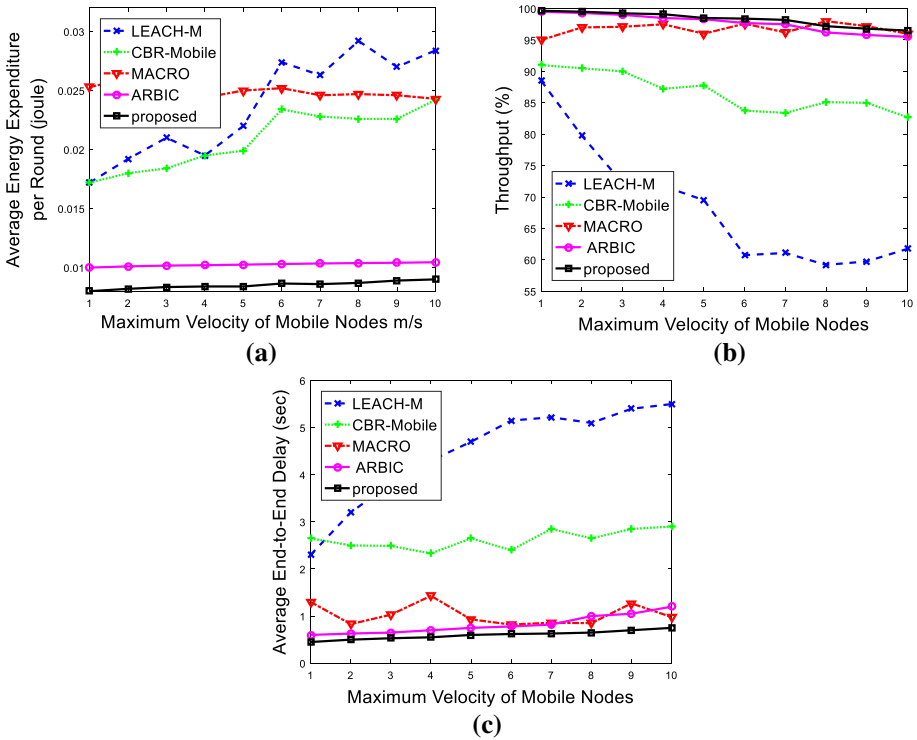 Average Energy Expenditure
per Round (joule)
0.03
0.025
0.02
0.015
0.01
LEACH-M
CBR-Mobile
MACRO
ARBIC
proposed
1 2 3 4 5 6 7 8 9 10
Maximum Velocity of Mobile Nodes m/s
(a)
Throughput (%)
100
95
90
85
80
75
70
65
60
55
LEACH-M
CBR-Mobile
MACRO
ARBIC
proposed
1 2 3 4 5 6 7 8 9 10
Maximum Velocity of Mobile Nodes
(b)
Average End-to-End Delay (sec)
6
5
4
3
2
1
0
LEACH-M
CBR-Mobile
MACRO
ARBIC
proposed
1 2 3 4 5 6 7 8 9 10
Maximum Velocity of Mobile Nodes
(c)